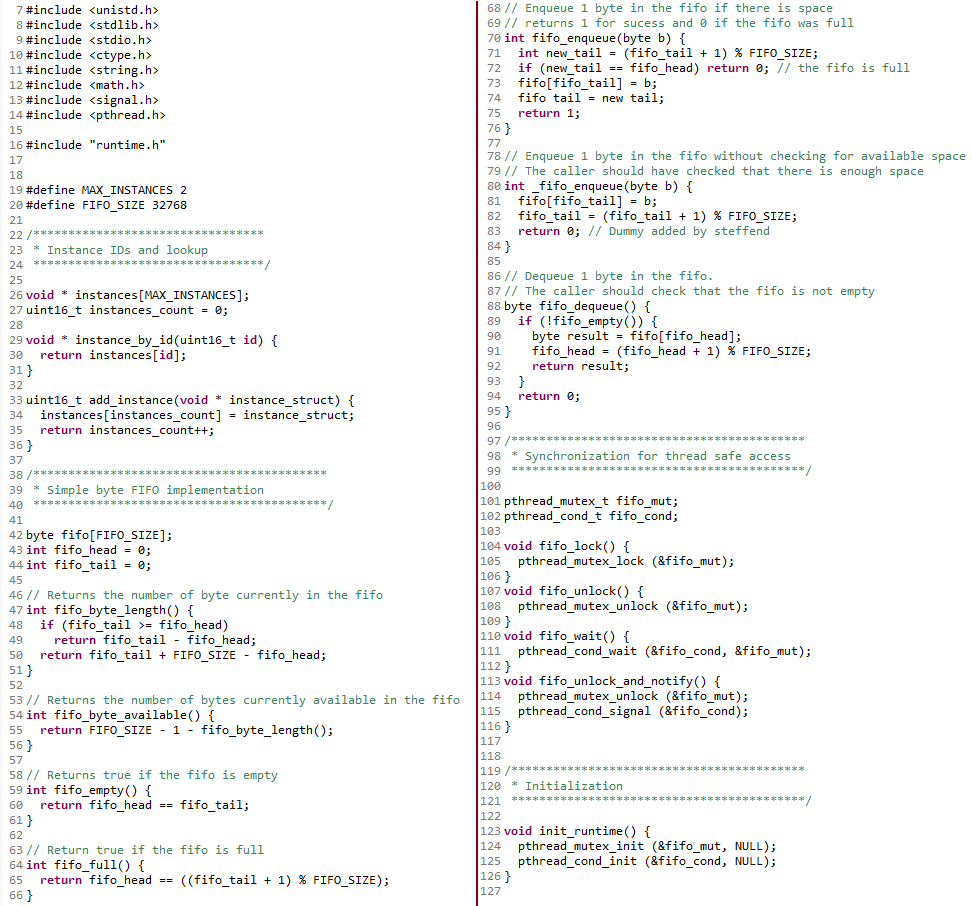 7 #include <unistd.h>
8 #include <stdlib.h>
9 #include <stdio.h>
10 #include <ctype.h>
11 #include <string.h>
12 #include <math.h>
13 #include <signal.h>
14 #include <pthread.h>
15
16 #include "runtime.h"
17
18
19 #define MAX_INSTANCES 2
20 #define FIFO_SIZE 32768
21
22 /*********************************
23  * Instance IDs and lookup
24  *********************************/
25
26 void * instances[MAX_INSTANCES];
27 uint16_t instances_count = 0;
28
29 void * instance_by_id(uint16_t id) {
30   return instances[id];
31 }
32
33 uint16_t add_instance(void * instance_struct) {
34   instances[instances_count] = instance_struct;
35   return instances_count++;
36 }
37
38 /******************************************
39  * Simple byte FIFO implementation
40  ******************************************/
41
42 byte fifo[FIFO_SIZE];
43 int fifo_head = 0;
44 int fifo_tail = 0;
45
46 // Returns the number of byte currently in the fifo
47 int fifo_byte_length() {
48   if (fifo_tail >= fifo_head)
49     return fifo_tail - fifo_head;
50   return fifo_tail + FIFO_SIZE - fifo_head;
51 }
52
53 // Returns the number of bytes currently available in the fifo
54 int fifo_byte_available() {
55   return FIFO_SIZE - 1 - fifo_byte_length();
56 }
57
58 // Returns true if the fifo is empty
59 int fifo_empty() {
60   return fifo_head == fifo_tail;
61 }
62
63 // Return true if the fifo is full
64 int fifo_full() {
65   return fifo_head == ((fifo_tail + 1) % FIFO_SIZE);
66 }
68 // Enqueue 1 byte in the fifo if there is space
69 // returns 1 for sucess and 0 if the fifo was full
70 int fifo_enqueue(byte b) {
71   int new_tail = (fifo_tail + 1) % FIFO_SIZE;
72   if (new_tail == fifo_head) return 0; // the fifo is full
73   fifo[fifo_tail] = b;
74   fifo tail = new tail;
75   return 1;
76 }
77
78 // Enqueue 1 byte in the fifo without checking for available space
79 // The caller should have checked that there is enough space
80 int _fifo_enqueue(byte b) {
81   fifo[fifo_tail] = b;
82   fifo_tail = (fifo_tail + 1) % FIFO_SIZE;
83   return 0; // Dummy added by steffend
84 }
85
86 // Dequeue 1 byte in the fifo.
87 // The caller should check that the fifo is not empty
88 byte fifo_dequeue() {
89   if (!fifo_empty()) {
90     byte result = fifo[fifo_head];
91     fifo_head = (fifo_head + 1) % FIFO_SIZE;
92     return result;
93   }
94   return 0;
95 }
96
97 /******************************************
98  * Synchronization for thread safe access
99  ******************************************/
100
101 pthread_mutex_t fifo_mut;
102 pthread_cond_t fifo_cond;
103
104 void fifo_lock() {
105   pthread_mutex_lock (&fifo_mut);
106 }
107 void fifo_unlock() {
108   pthread_mutex_unlock (&fifo_mut);
109 }
110 void fifo_wait() {
111   pthread_cond_wait (&fifo_cond, &fifo_mut);
112 }
113 void fifo_unlock_and_notify() {
114   pthread_mutex_unlock (&fifo_mut);
115   pthread_cond_signal (&fifo_cond);
116 }
117
118
119 /******************************************
120  * Initialization
121  ******************************************/
122
123 void init_runtime() {
124   pthread_mutex_init (&fifo_mut, NULL);
125   pthread_cond_init (&fifo_cond, NULL);
126 }
127